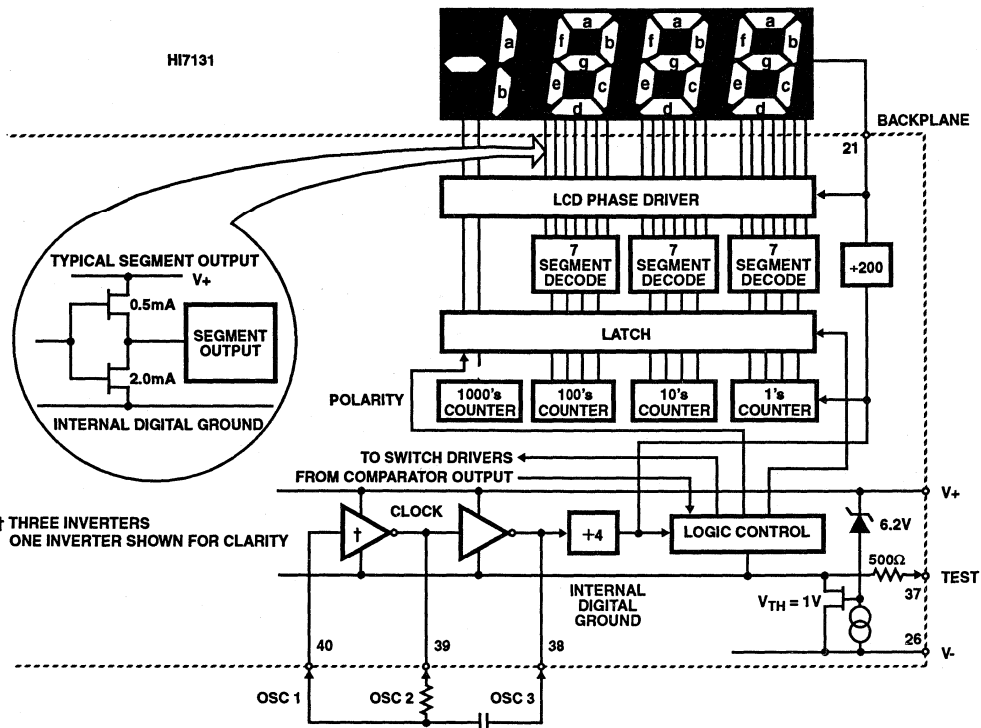 HI7131
a
b
a
f b
g
e c
d
a
f b
g
e c
d
a
f b
g
e c
d
BACKPLANE
21
LCD PHASE DRIVER
7
SEGMENT
DECODE
7
SEGMENT
DECODE
7
SEGMENT
DECODE
÷200
TYPICAL SEGMENT OUTPUT
V+
0.5mA
SEGMENT
OUTPUT
2.0mA
INTERNAL DIGITAL GROUND
LATCH
POLARITY
1000's
COUNTER
100's
COUNTER
10's
COUNTER
1's
COUNTER
TO SWITCH DRIVERS
FROM COMPARATOR OUTPUT
V+
† THREE INVERTERS
ONE INVERTER SHOWN FOR CLARITY
†
CLOCK
÷4
LOGIC CONTROL
6.2V
500Ω
TEST
37
INTERNAL
DIGITAL
GROUND
VTH = 1V
26
V-
40
39
38
OSC 1
OSC 2
OSC 3